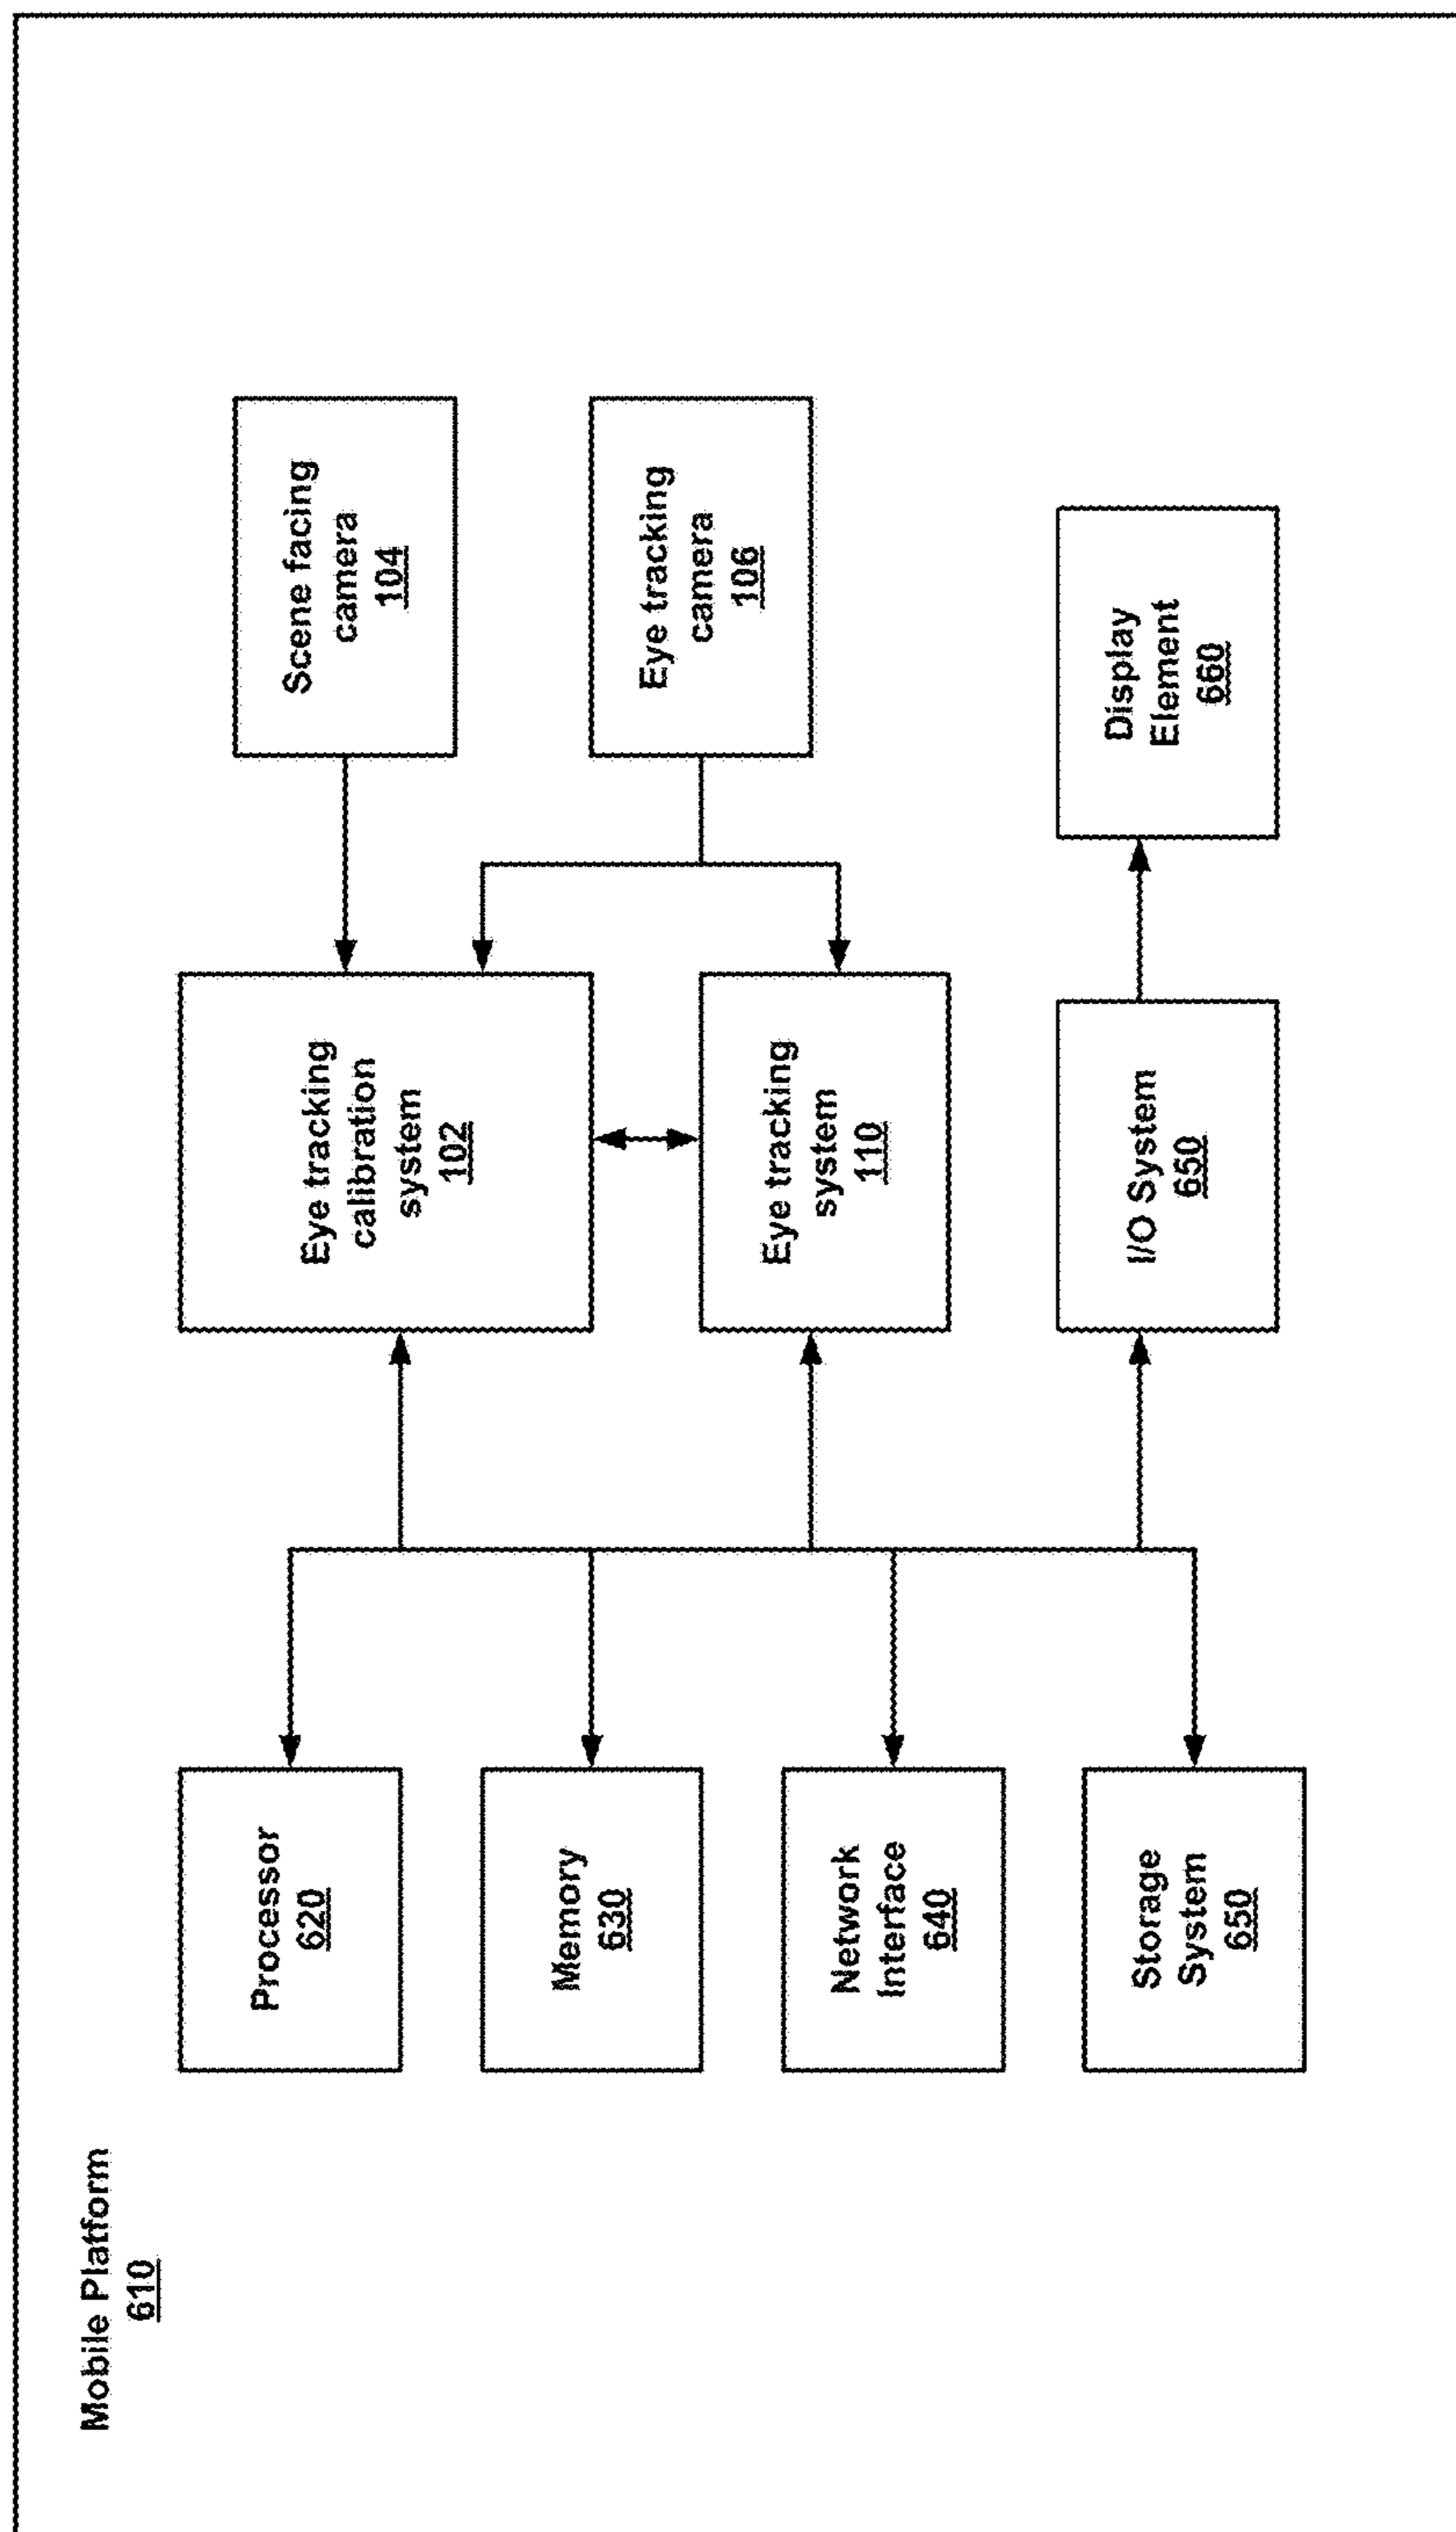 Mobile Platform
610
Processor
620
Memory
630
Network
Interface
640
Storage
System
650
Eye tracking
calibration
system
102
Eye tracking
system
110
I/O System
650
Scene facing
camera
104
Eye tracking
camera
106
Display
Element
660